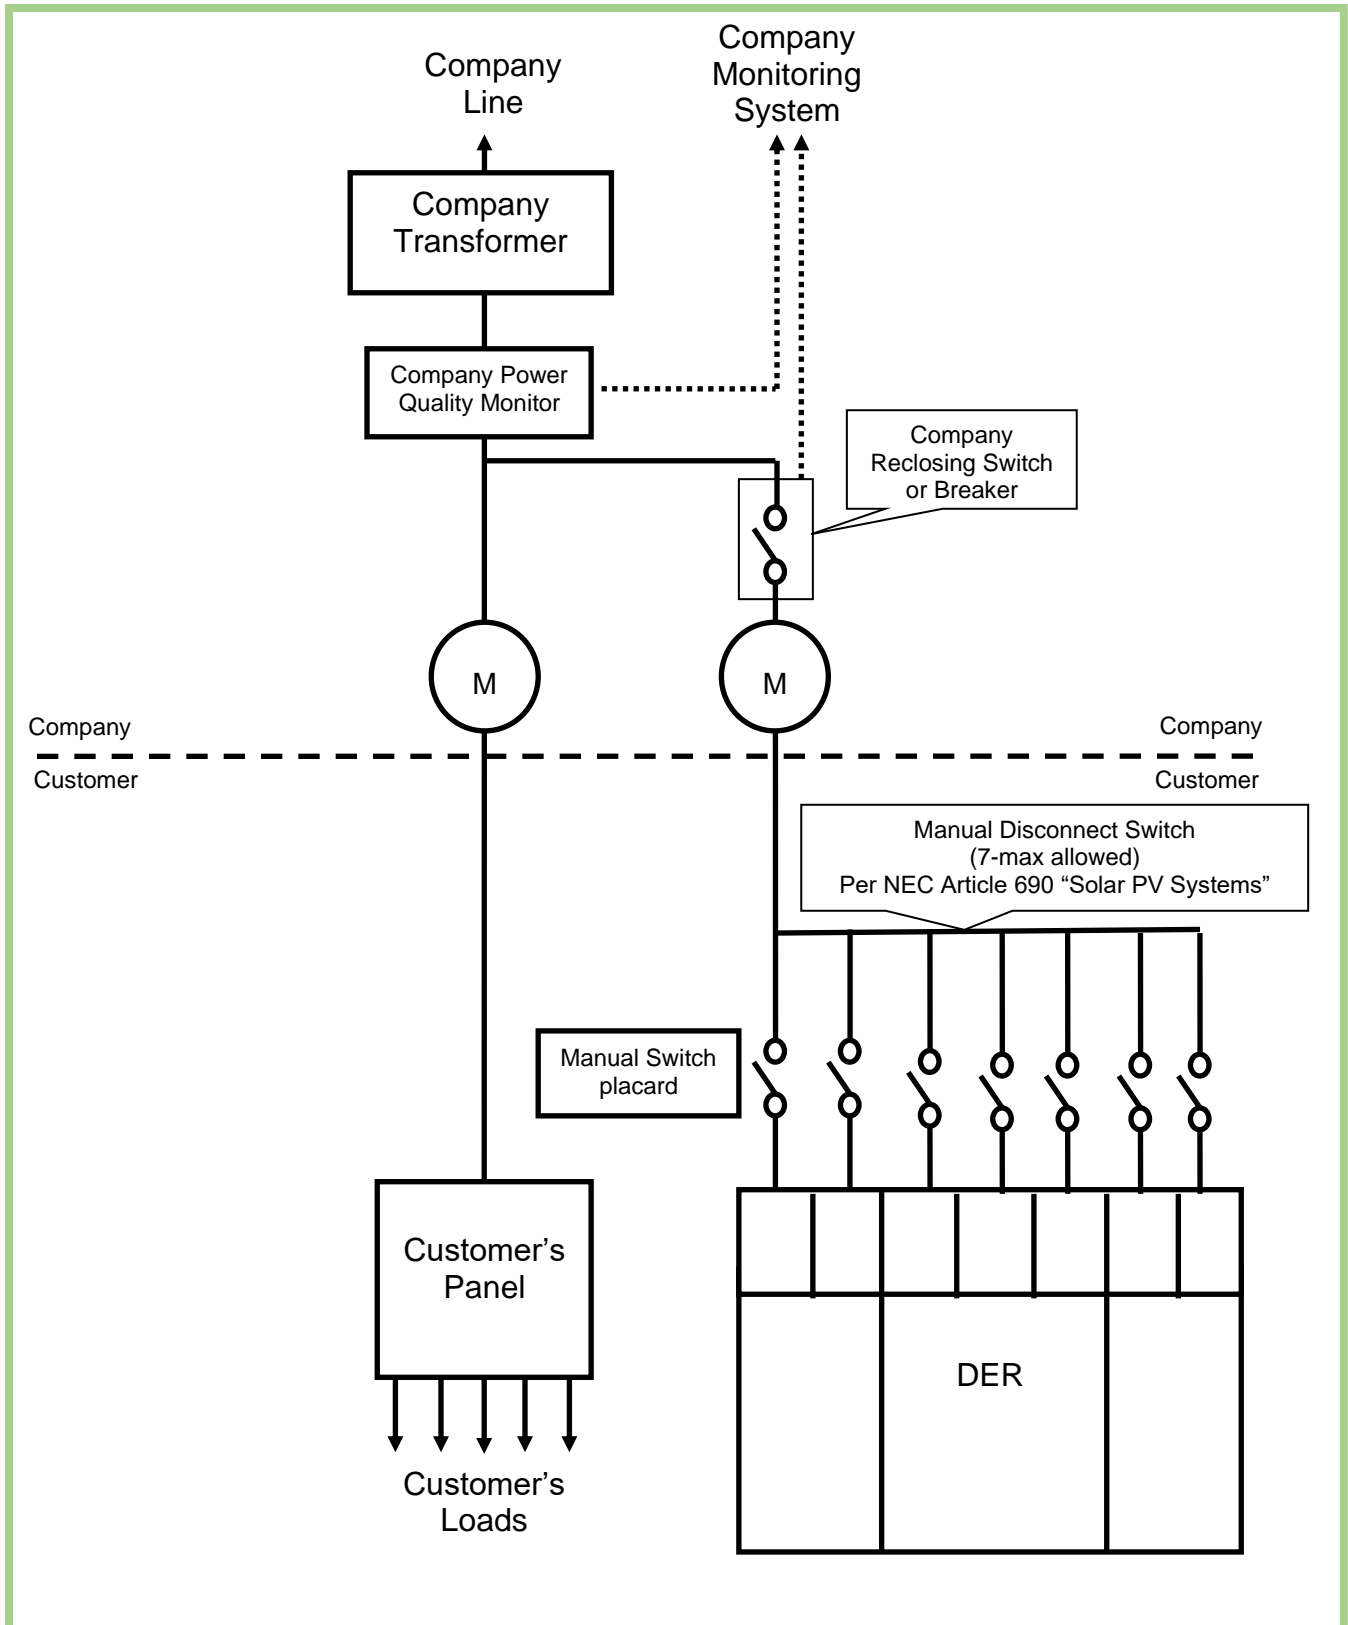 Company
Line
Company
Monitoring
System
Company
Transformer
Company Power
Quality Monitor
Company
Reclosing Switch
or Breaker
M
M
Company
Company
Customer
Customer
Manual Disconnect Switch
(7-max allowed)
Per NEC Article 690 “Solar PV Systems”
Manual Switch
placard
Customer’s
Panel
DER
Customer’s
Loads